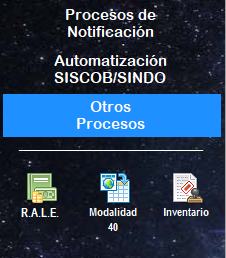 Procesos de
Notificación
Automatización
SISCOB/SINDO
Otros
Procesos
R.A.L.E.
Modalidad
40
Inventario